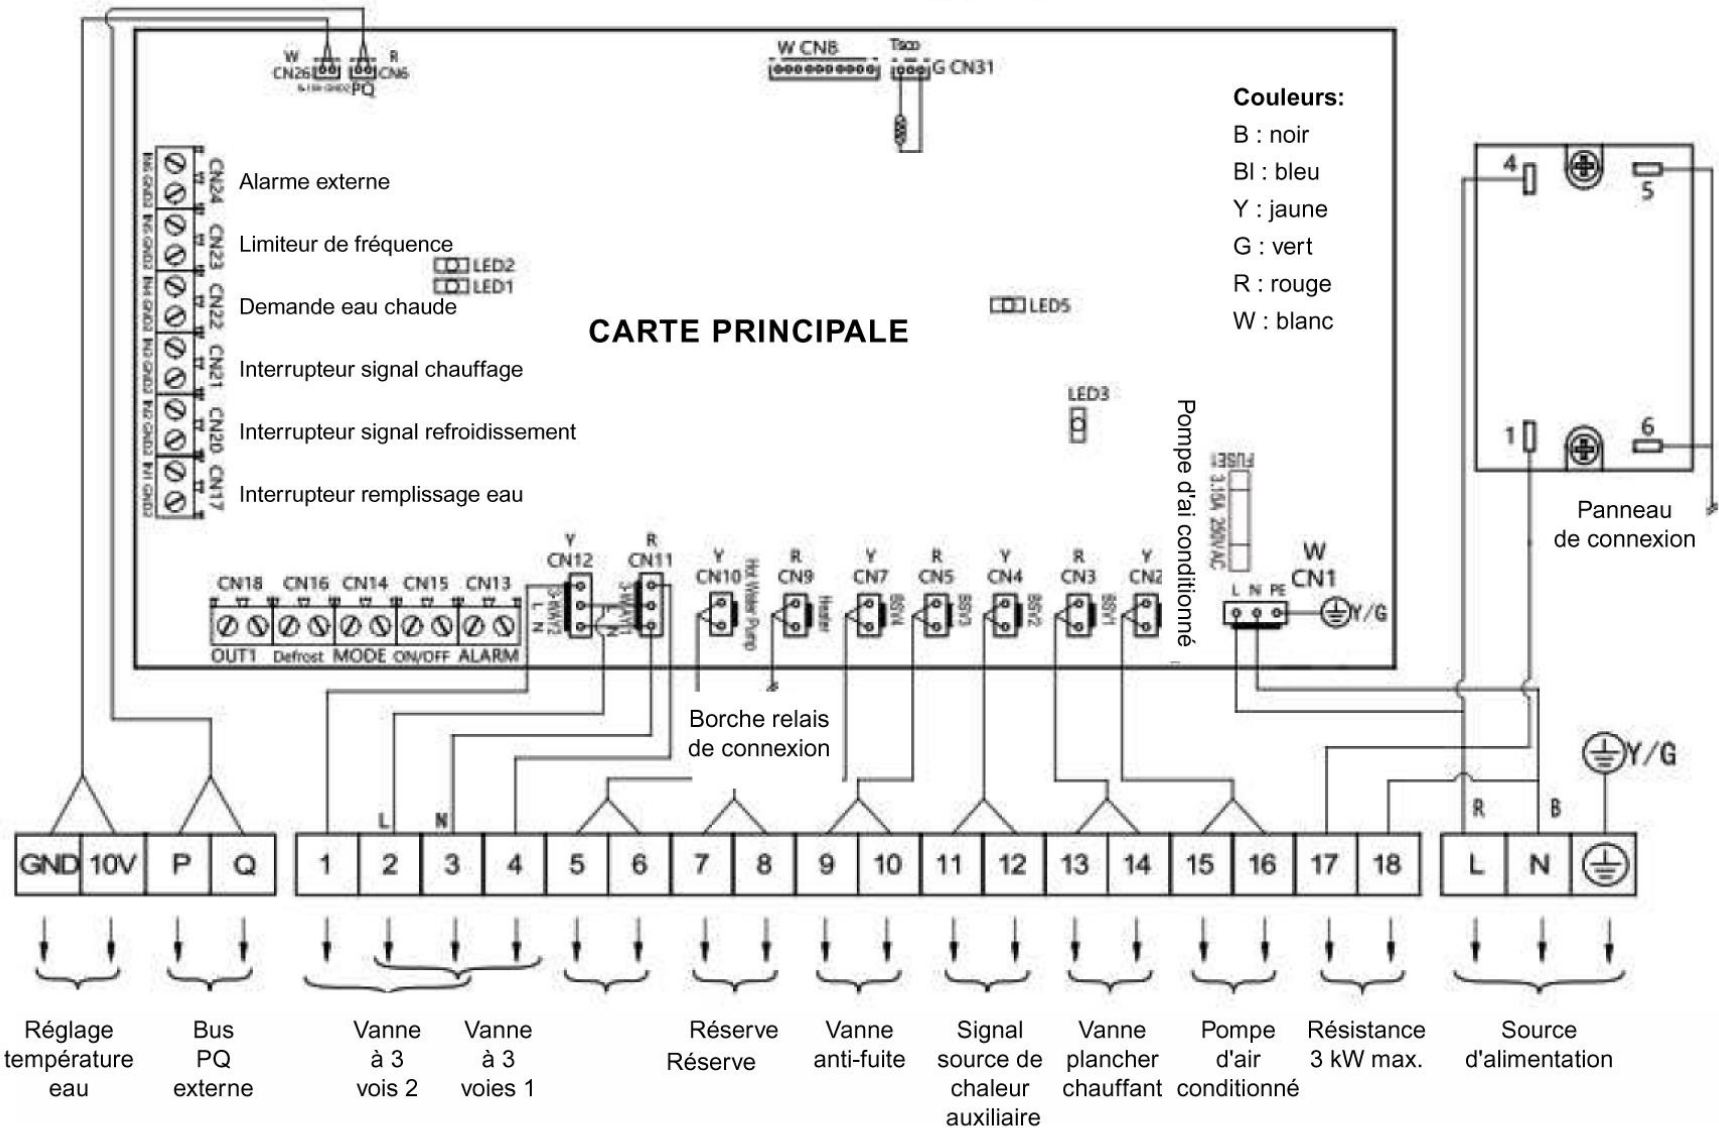 W
CN26
R
CN6
PQ
W CN8
G CN31
Couleurs:
B : noir
Bl : bleu
Y : jaune
G : vert
R : rouge
W : blanc
CN24
Alarme externe
CN23
Limiteur de fréquence
CN22
Demande eau chaude
CN21
Interrupteur signal chauffage
CN20
Interrupteur signal refroidissement
CN17
Interrupteur remplissage eau
LED2
LED1
CARTE PRINCIPALE
LED5
LED3
Pompe d'ai conditionné
FUSE1
3.15A 250VAC
4
5
1
6
Panneau
de connexion
CN18
CN16
CN14
CN15
CN13
OUT1
Defrost
MODE
ON/OFF
ALARM
Y
CN12
3-WAY2
L
N
R
CN11
3-WAY1
L
N
Y
CN10
Hot Water Pump
R
CN9
Heater
Y
CN7
R
CN5
Y
CN4
R
CN3
Y
CN2
W
CN1
L N PE
Y/G
Borche relais
de connexion
Y/G
L
N
R
B
GND
10V
P
Q
1
2
3
4
5
6
7
8
9
10
11
12
13
14
15
16
17
18
L
N
Réglage
température
eau
Bus
PQ
externe
Vanne
à 3
vois 2
Vanne
à 3
voies 1
Réserve
Réserve
Vanne
anti-fuite
Signal
source de
chaleur
auxiliaire
Vanne
plancher
chauffant
Pompe
d'air
conditionné
Résistance
3 kW max.
Source
d'alimentation